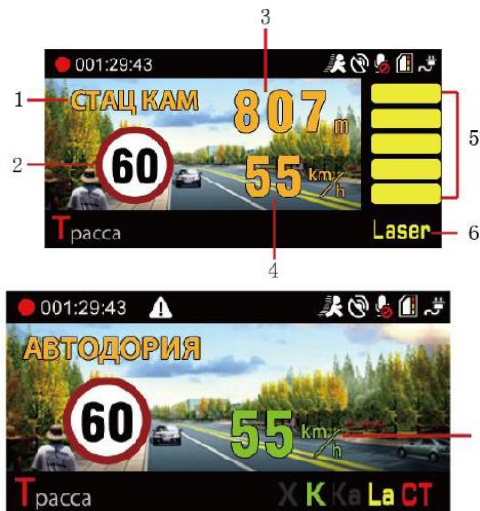 3
001:29:43
1
СТАЦ КАМ
807 m
2
60
55 km/h
5
Трасса
Laser
6
4
001:29:43
АВТОДОРИЯ
60
55 km/h
Трасса
X K Ka La СТ